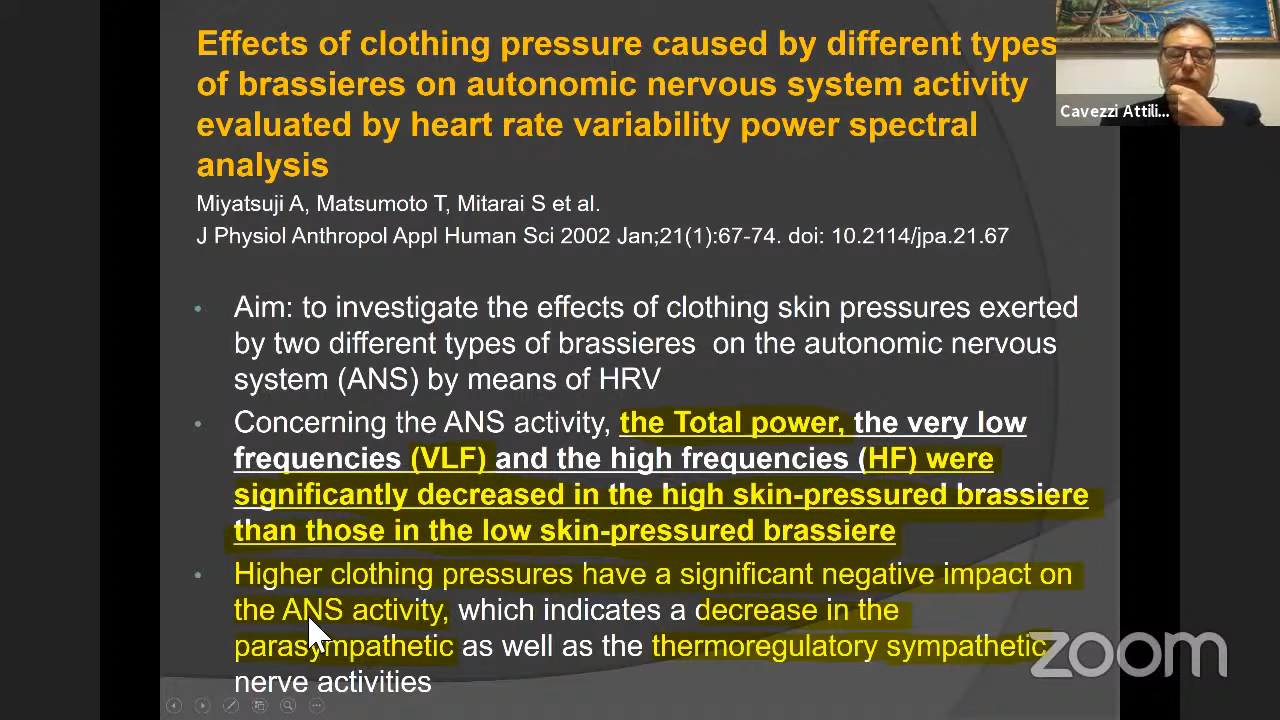 Effects of clothing pressure caused by different types
of brassieres on autonomic nervous system activity
evaluated by heart rate variability power spectral
analysis
Cavezzi Attili...
Miyatsuji A, Matsumoto T, Mitarai S et al.
J Physiol Anthropol Appl Human Sci 2002 Jan;21(1):67-74. doi: 10.2114/jpa.21.67
• Aim: to investigate the effects of clothing skin pressures exerted
by two different types of brassieres on the autonomic nervous
system (ANS) by means of HRV
• Concerning the ANS activity, the Total power, the very low
frequencies (VLF) and the high frequencies (HF) were
significantly decreased in the high skin-pressured brassiere
than those in the low skin-pressured brassiere
• Higher clothing pressures have a significant negative impact on
the ANS activity, which indicates a decrease in the
parasympathetic as well as the thermoregulatory sympathetic
nerve activities
zoom